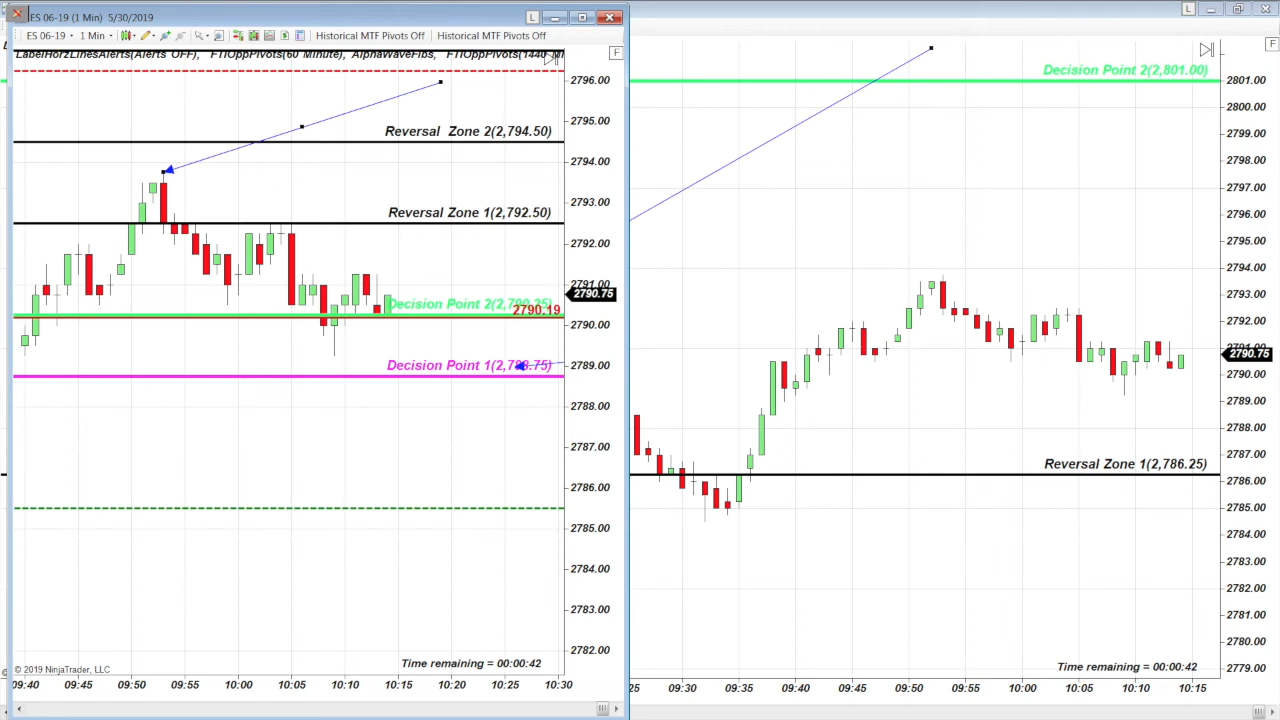 ES 06-19 (1 Min) 5/30/2019
L
L
ES 06-19 1 Min Historical MTF Pivots Off Historical MTF Pivots Off
LabelHorzLinesAlerts(Alerts OFF), FTIOppPivots(60 Minute), AlphaWaveFibs, FTIOppPivots(1440
F
F
2796.00
2795.00
Reversal Zone 2(2,794.50)
2794.00
2793.00
Reversal Zone 1(2,792.50)
2792.00
2791.00
2790.75
Decision Point 2(2,790.25)
2790.19
2790.00
Decision Point 1(2,788.75)
2789.00
2788.00
2787.00
2786.00
2785.00
2784.00
2783.00
2782.00
Time remaining = 00:00:42
© 2019 NinjaTrader, LLC
09:40 09:45 09:50 09:55 10:00 10:05 10:10 10:15 10:20 10:25 10:30
Decision Point 2(2,801.00)
2801.00
2800.00
2799.00
2798.00
2797.00
2796.00
2795.00
2794.00
2793.00
2792.00
2791.00
2790.75
2790.00
2789.00
2788.00
2787.00
Reversal Zone 1(2,786.25)
2786.00
2785.00
2784.00
2783.00
2782.00
2781.00
2780.00
2779.00
Time remaining = 00:00:42
25 09:30 09:35 09:40 09:45 09:50 09:55 10:00 10:05 10:10 10:15